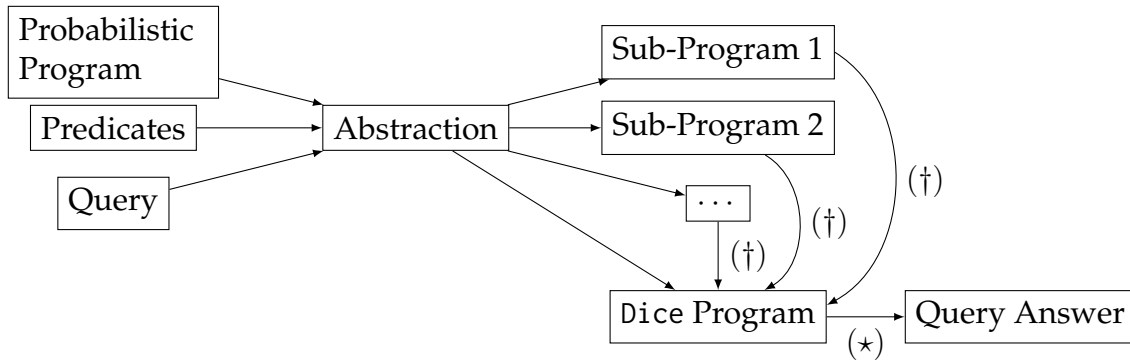 Probabilistic
Program
Predicates
Query
Abstraction
Sub-Program 1
Sub-Program 2
...
(†)
(†)
(†)
Dice Program
(⋆)
Query Answer